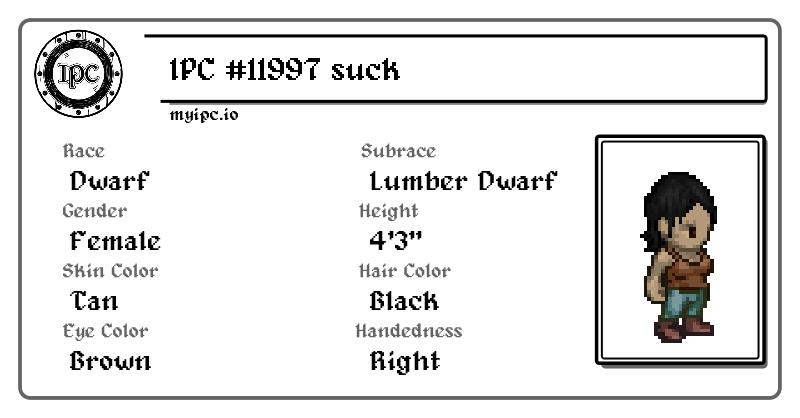 IPC
IPC #11997 suck
myipc.io
Race
Subrace
Dwarf
Lumber Dwarf
Gender
Height
Female
4'3"
Skin Color
Hair Color
Tan
Black
Eye Color
Handedness
Brown
Right